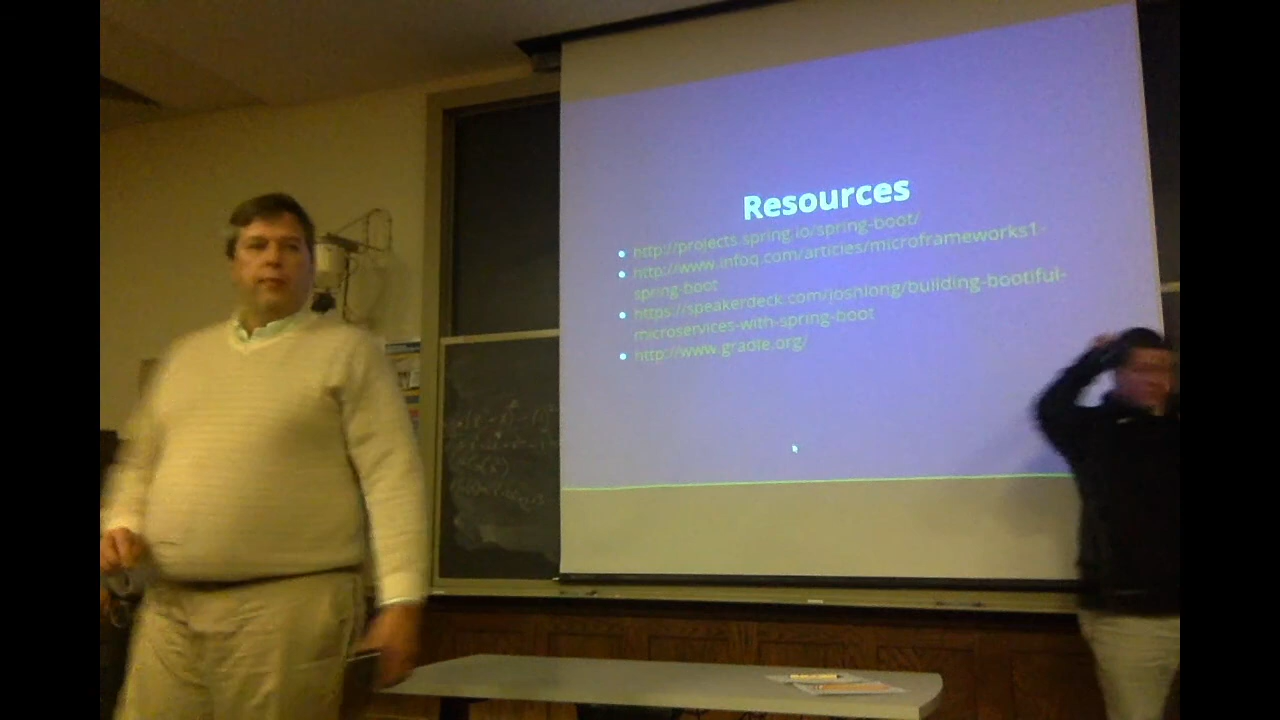 Resources
http://projects.spring.io/spring-boot/
http://www.infoq.com/articles/microframeworks1-
spring-boot
https://speakerdeck.com/joshlong/building-bootiful-
microservices-with-spring-boot
http://www.gradle.org/